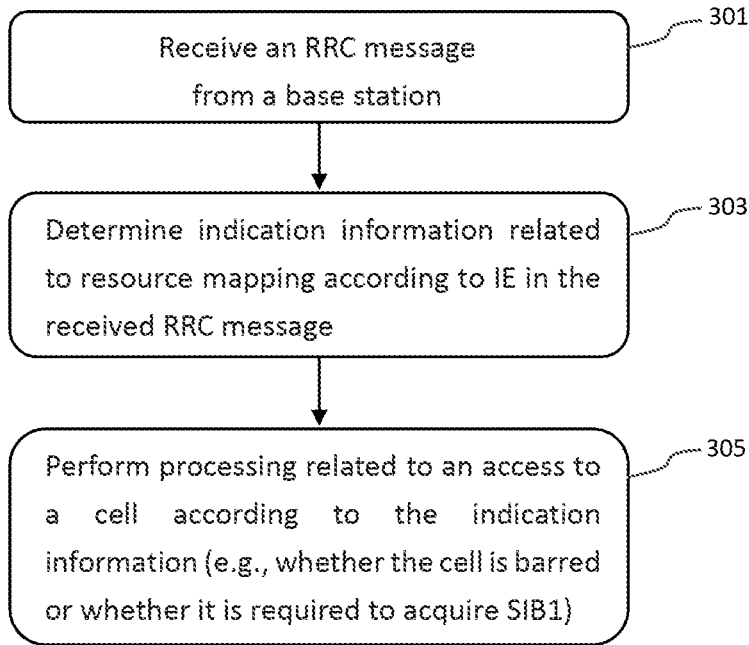 301
Receive an RRC message
from a base station
303
Determine indication information related
to resource mapping according to IE in the
received RRC message
305
Perform processing related to an access to
a cell according to the indication
information (e.g., whether the cell is barred
or whether it is required to acquire SIB1)